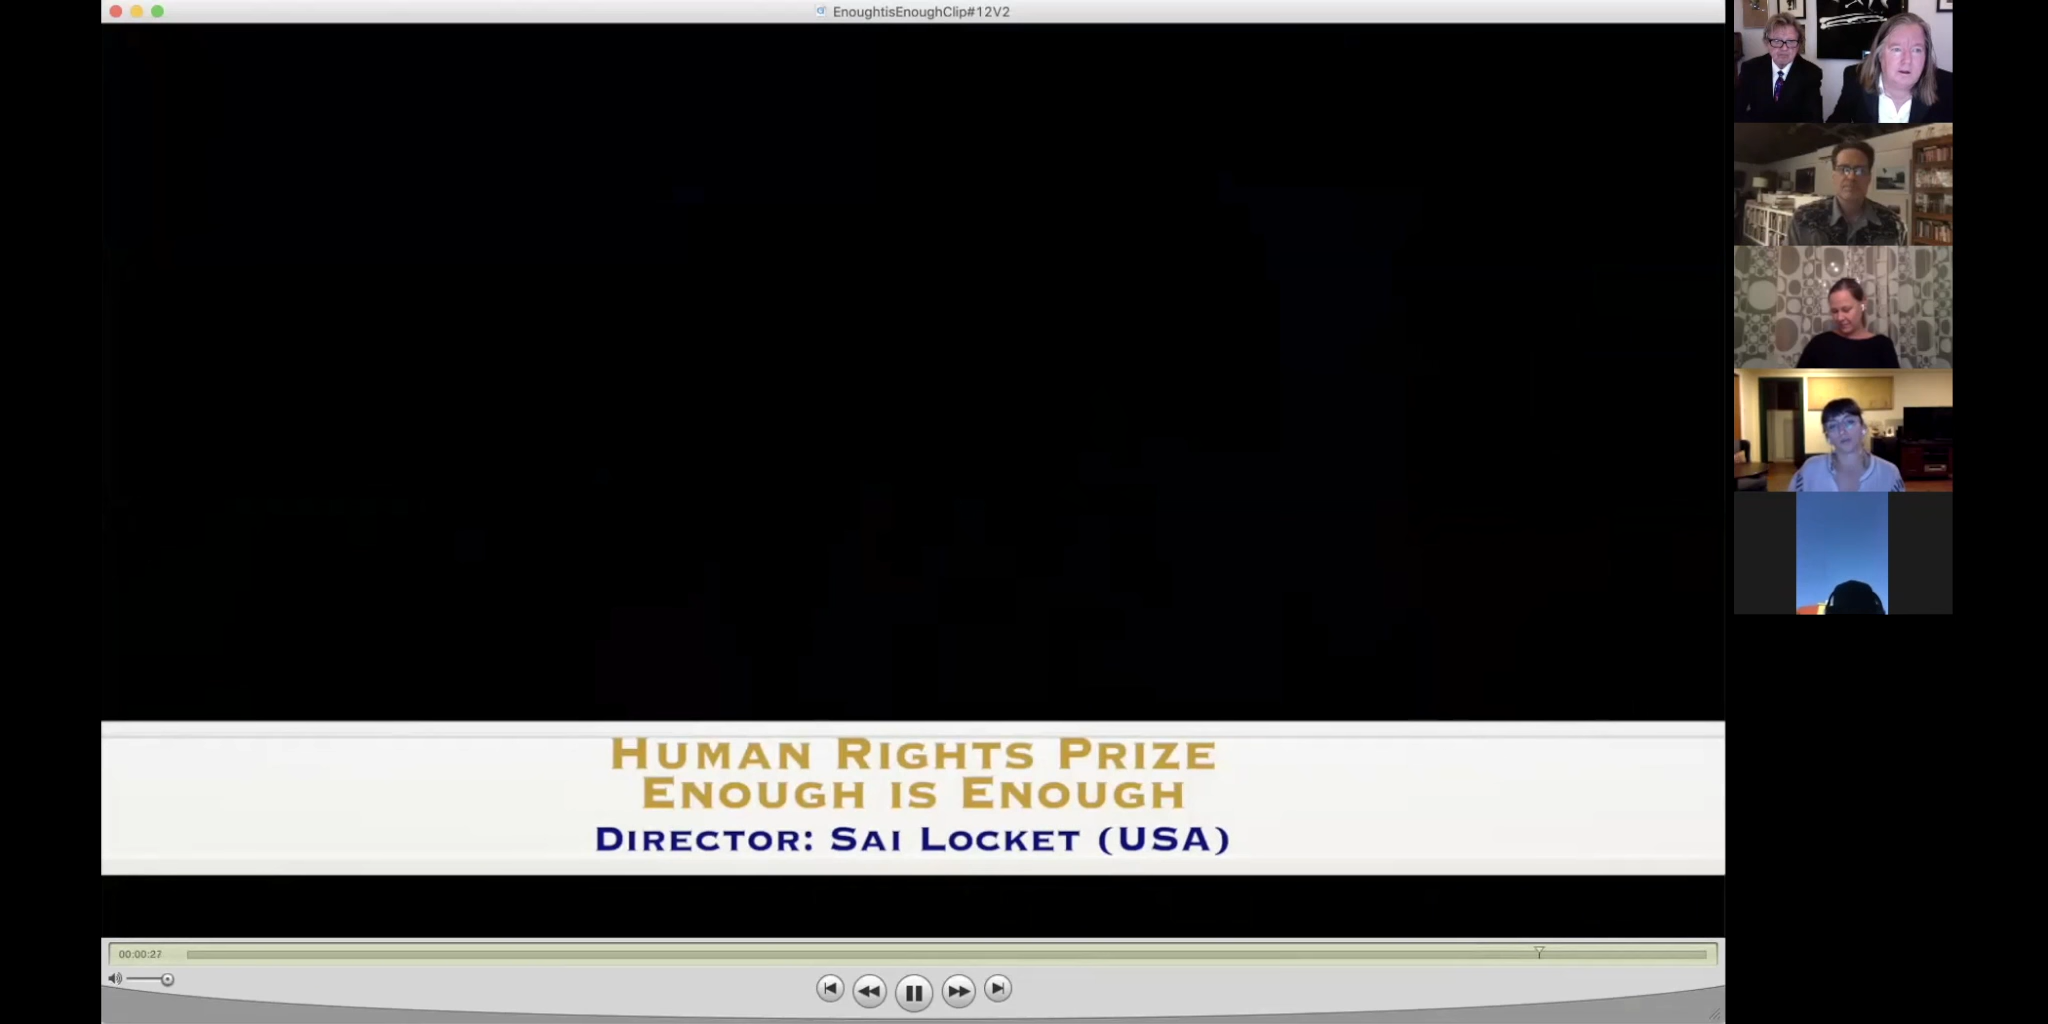 EnoughtisEnoughClip#12V2
Human Rights Prize
Enough is Enough
Director: Sai Locket (USA)
00:00:27